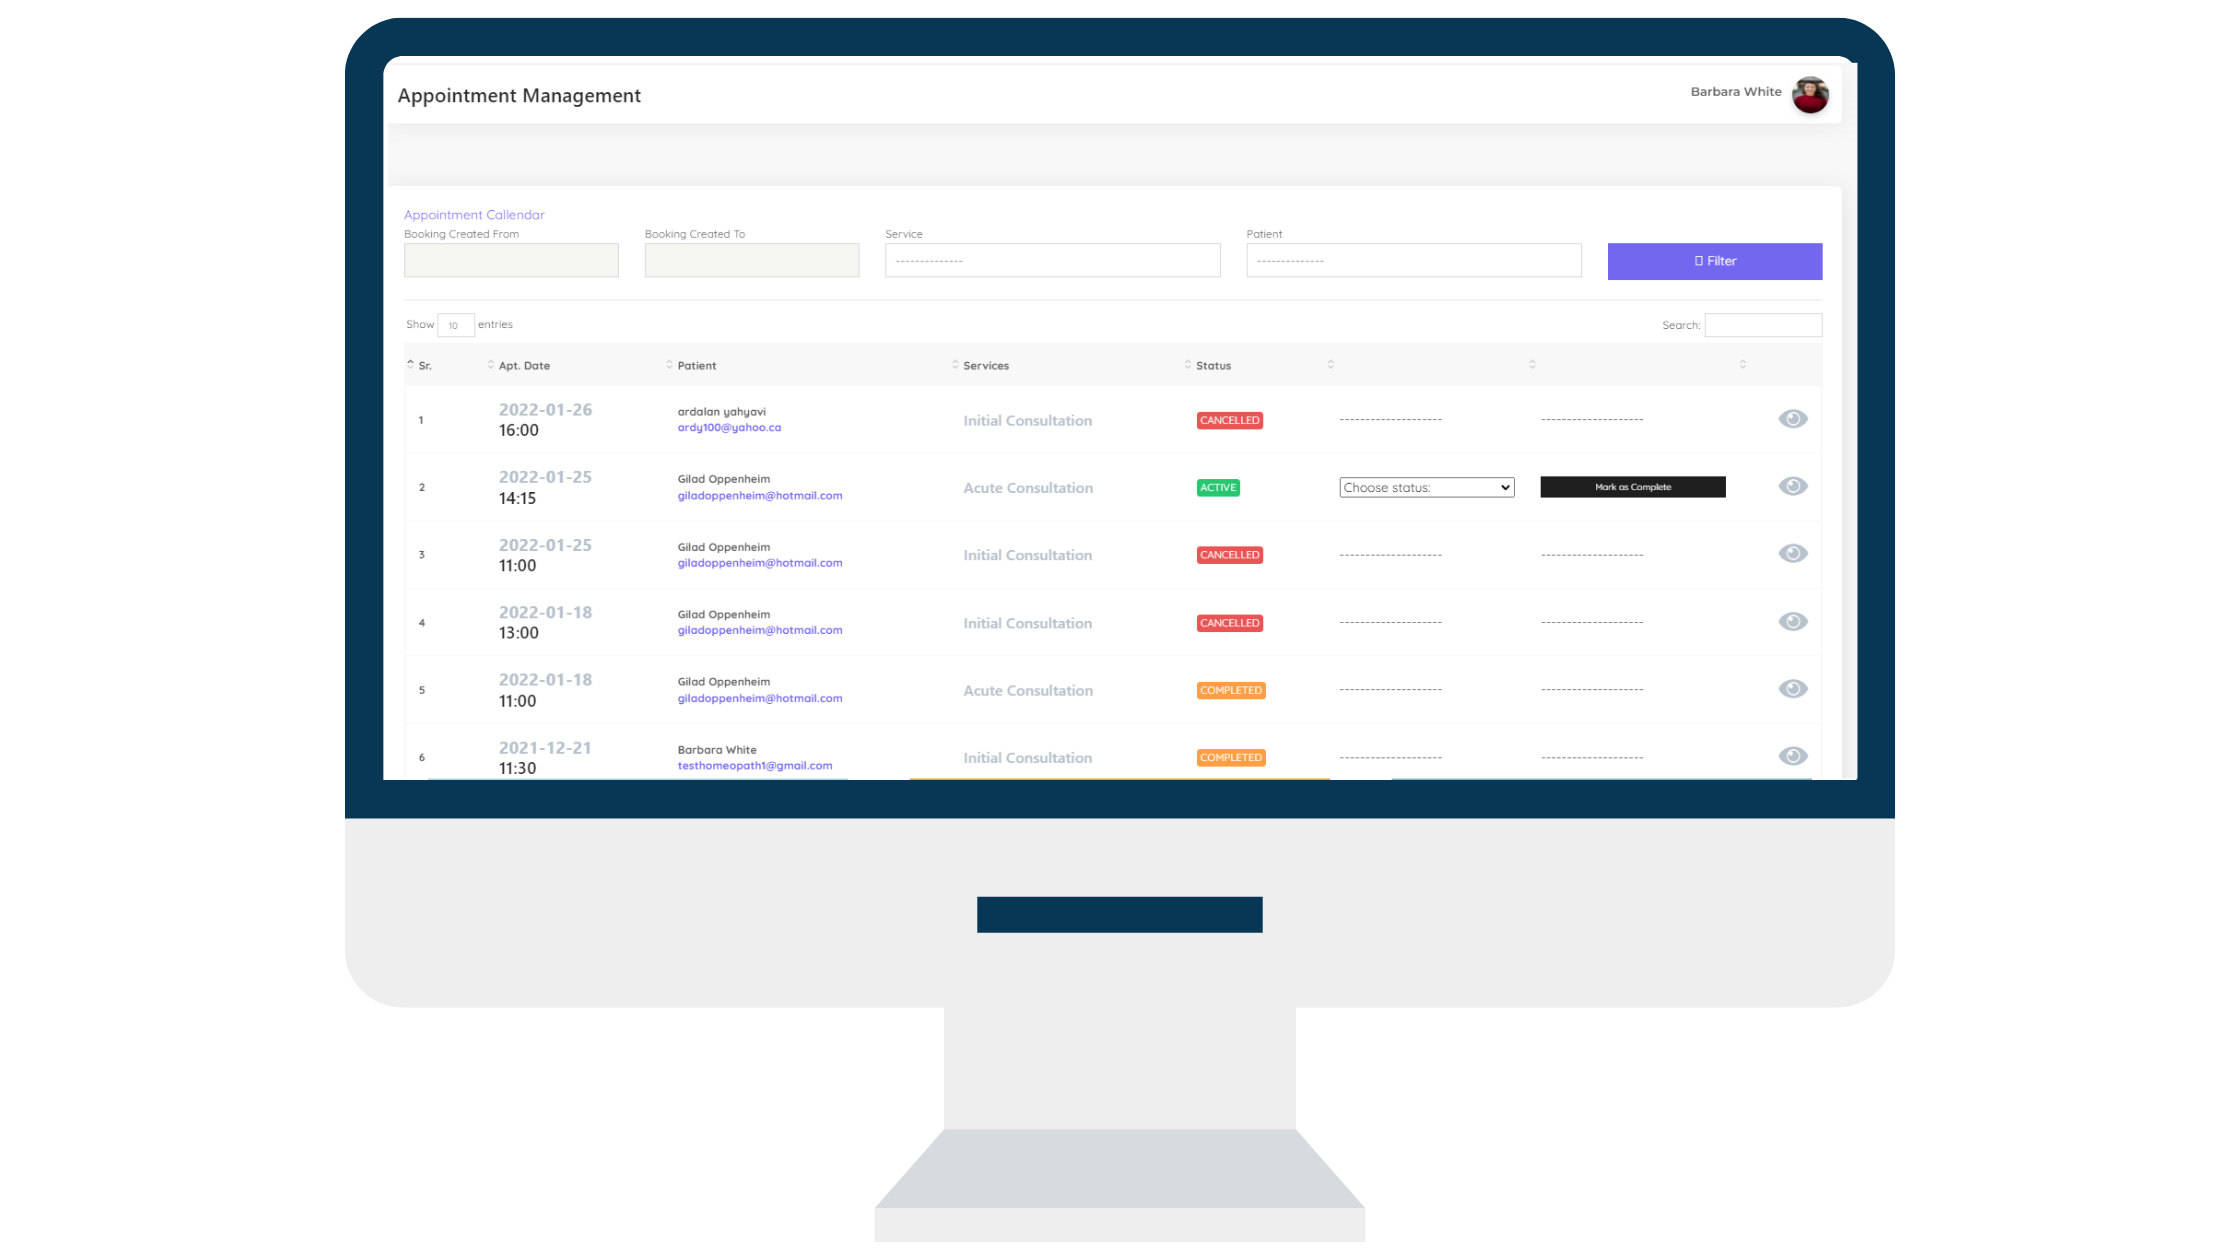 Appointment Management
Barbara White
Appointment Callendar
Booking Created From Booking Created To Service Patient
-------------- --------------
Filter
Show 10 entries Search:
Sr. Apt. Date Patient Services Status
1 2022-01-26 16:00 ardalan yahyavi ardy100@yahoo.ca Initial Consultation CANCELLED ------------------- -------------------
2 2022-01-25 14:15 Gilad Oppenheim giladoppenheim@hotmail.com Acute Consultation ACTIVE Choose status: Mark as Complete
3 2022-01-25 11:00 Gilad Oppenheim giladoppenheim@hotmail.com Initial Consultation CANCELLED ------------------- -------------------
4 2022-01-18 13:00 Gilad Oppenheim giladoppenheim@hotmail.com Initial Consultation CANCELLED ------------------- -------------------
5 2022-01-18 11:00 Gilad Oppenheim giladoppenheim@hotmail.com Acute Consultation COMPLETED ------------------- -------------------
6 2021-12-21 11:30 Barbara White testhomeopath1@gmail.com Initial Consultation COMPLETED ------------------- -------------------